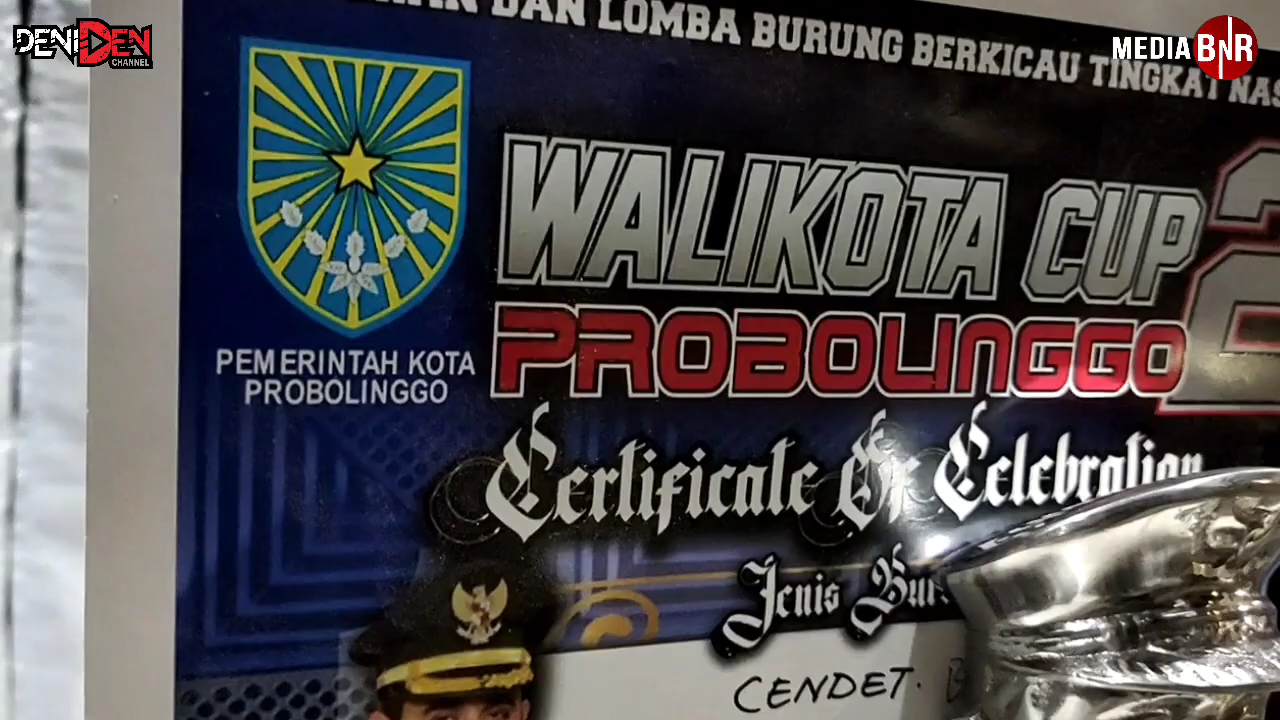 DENIDEN
CHANNEL
MEDIA BNR
DAN LOMBA BURUNG BERKICAU TINGKAT
WALIKOTA CUP
PROBOLINGGO
PEMERINTAH KOTA
PROBOLINGGO
Certificate Of Celebration
Jenis
CENDET.